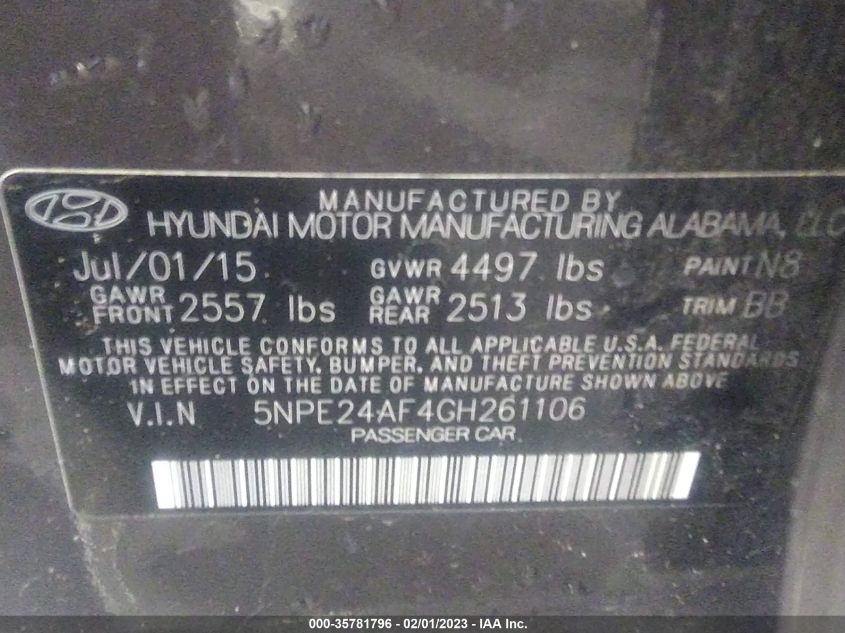 MANUFACTURED BY
HYUNDAI MOTOR MANUFACTURING ALABAMA, LLC
Jul/01/15 GVWR 4497 lbs PAINT N8
GAWR FRONT 2557 lbs GAWR REAR 2513 lbs TRIM BB
THIS VEHICLE CONFORMS TO ALL APPLICABLE U.S.A. FEDERAL
MOTOR VEHICLE SAFETY, BUMPER, AND THEFT PREVENTION STANDARDS
IN EFFECT ON THE DATE OF MANUFACTURE SHOWN ABOVE
V.I.N 5NPE24AF4GH261106
PASSENGER CAR
000-35781796 - 02/01/2023 - IAA Inc.